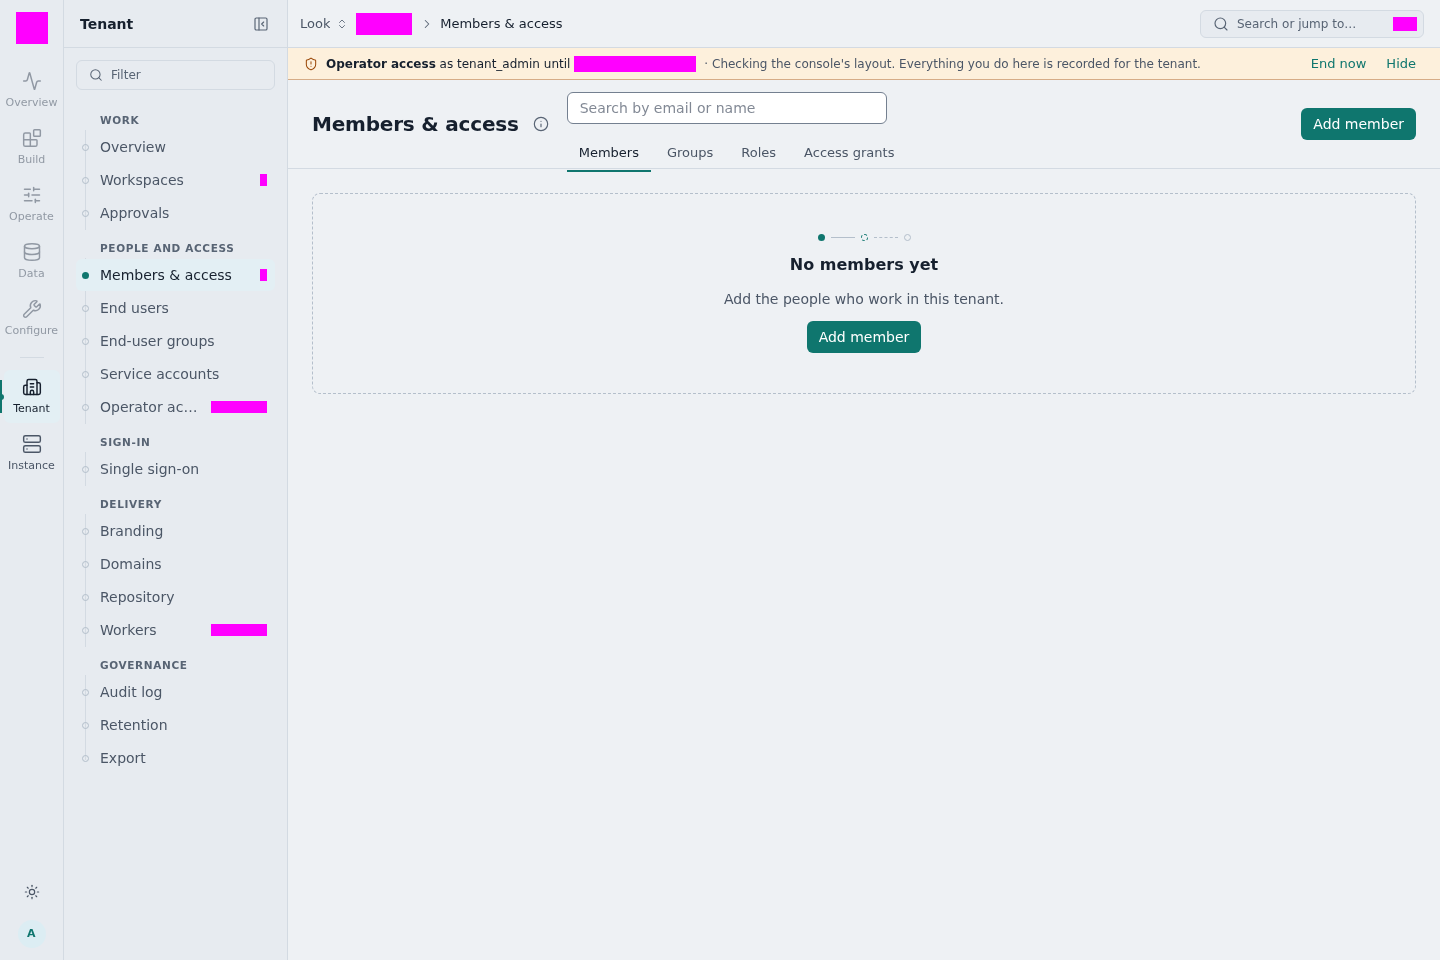 Tenant
Look
Members & access
Search or jump to…
Operator access as tenant_admin until
· Checking the console's layout. Everything you do here is recorded for the tenant.
End now
Hide
Overview
Build
Operate
Data
Configure
Tenant
Instance
A
Filter
WORK
Overview
Workspaces
Approvals
PEOPLE AND ACCESS
Members & access
End users
End-user groups
Service accounts
Operator ac…
SIGN-IN
Single sign-on
DELIVERY
Branding
Domains
Repository
Workers
GOVERNANCE
Audit log
Retention
Export
Members & access
Search by email or name
Add member
Members
Groups
Roles
Access grants
No members yet
Add the people who work in this tenant.
Add member